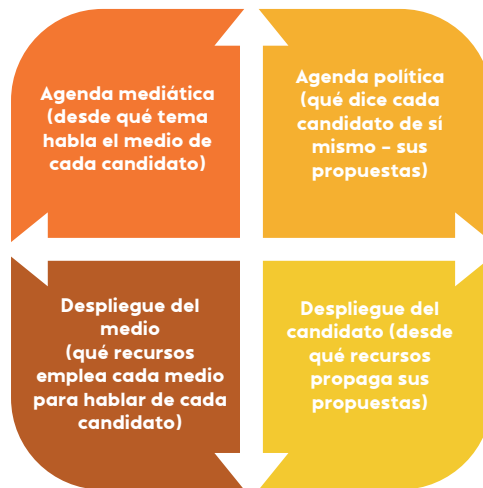 Agenda mediática
(desde qué tema
habla el medio de
cada candidato)
Agenda política
(qué dice cada
candidato de sí
mismo – sus
propuestas)
Despliegue del
medio
(qué recursos
emplea cada medio
para hablar de cada
candidato)
Despliegue del
candidato (desde
qué recursos
propaga sus
propuestas)